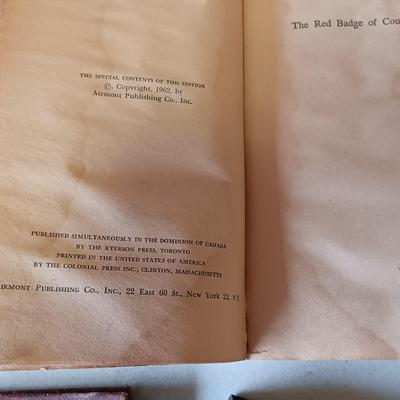 THE SPECIAL CONTENTS OF THIS EDITION
©, Copyright, 1962, by
Airmont Publishing Co., Inc.
PUBLISHED SIMULTANEOUSLY IN THE DOMINION OF CANADA
BY THE RYERSON PRESS, TORONTO
PRINTED IN THE UNITED STATES OF AMERICA
BY THE COLONIAL PRESS INC., CLINTON, MASSACHUSETTS
AIRMONT PUBLISHING CO., INC., 22 East 60 St., New York 22, N.Y.
The Red Badge of Cou